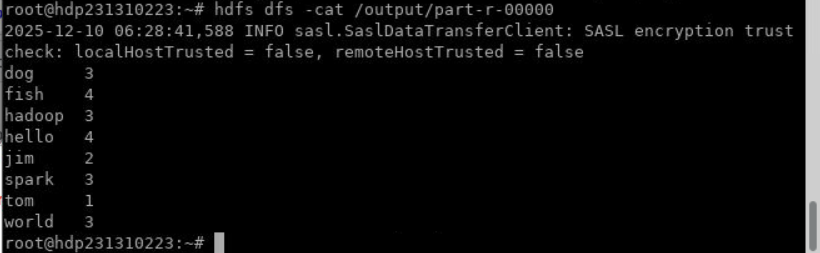 root@hdp231310223:~# hdfs dfs -cat /output/part-r-00000
2025-12-10 06:28:41,588 INFO sasl.SaslDataTransferClient: SASL encryption trust
check: localHostTrusted = false, remoteHostTrusted = false
dog     3
fish    4
hadoop  3
hello   4
jim     2
spark   3
tom     1
world   3
root@hdp231310223:~#